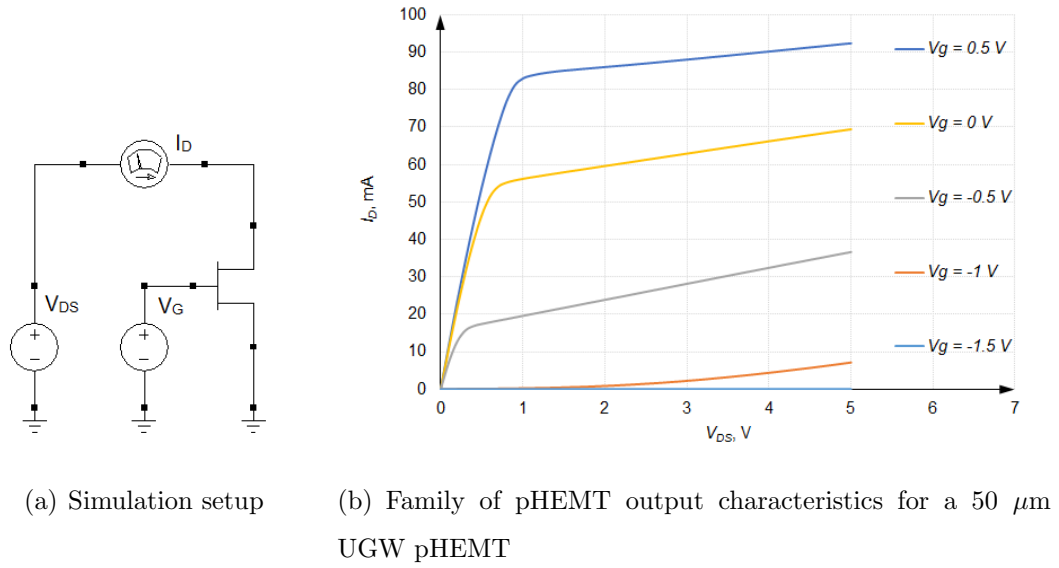 I_D
V_DS
V_G
+
−
+
−
100
90
80
70
60
50
40
30
20
10
0
I_D, mA
0 1 2 3 4 5 6 7
V_DS, V
Vg = 0.5 V
Vg = 0 V
Vg = -0.5 V
Vg = -1 V
Vg = -1.5 V
(a) Simulation setup
(b) Family of pHEMT output characteristics for a 50 μm
UGW pHEMT